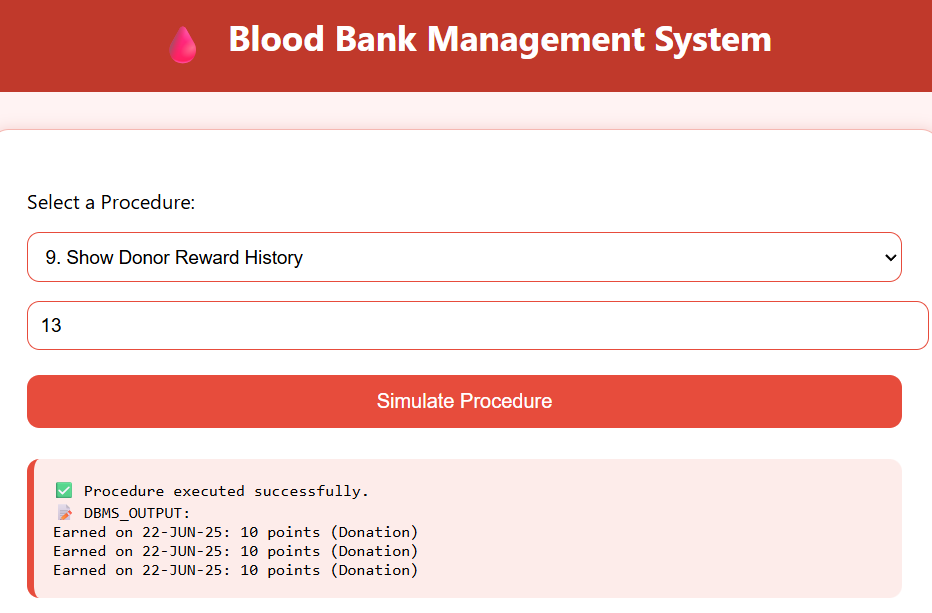 Blood Bank Management System
Select a Procedure:
9. Show Donor Reward History
13
Simulate Procedure
✅ Procedure executed successfully.
📝 DBMS_OUTPUT:
Earned on 22-JUN-25: 10 points (Donation)
Earned on 22-JUN-25: 10 points (Donation)
Earned on 22-JUN-25: 10 points (Donation)